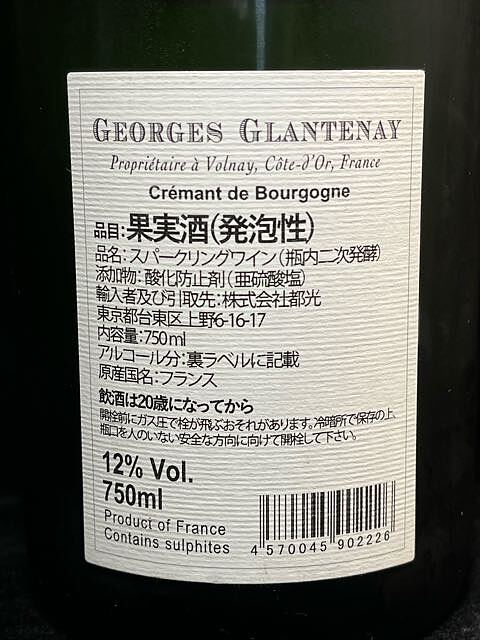 GEORGES GLANTENAY
Propriétaire à Volnay, Côte-d'Or, France
Crémant de Bourgogne
品目:果実酒(発泡性)
品名:スパークリングワイン(瓶内二次発酵)
添加物:酸化防止剤(亜硫酸塩)
輸入者及び引取先:株式会社都光
東京都台東区上野6-16-17
内容量:750ml
アルコール分:裏ラベルに記載
原産国名:フランス
飲酒は20歳になってから
開栓前にガス圧で栓が飛ぶおそれがあります。冷暗所で保存の上、
瓶口を人のいない安全な方向に向けて開栓して下さい。
12% Vol.
750ml
Product of France
Contains sulphites
4 570045 902226